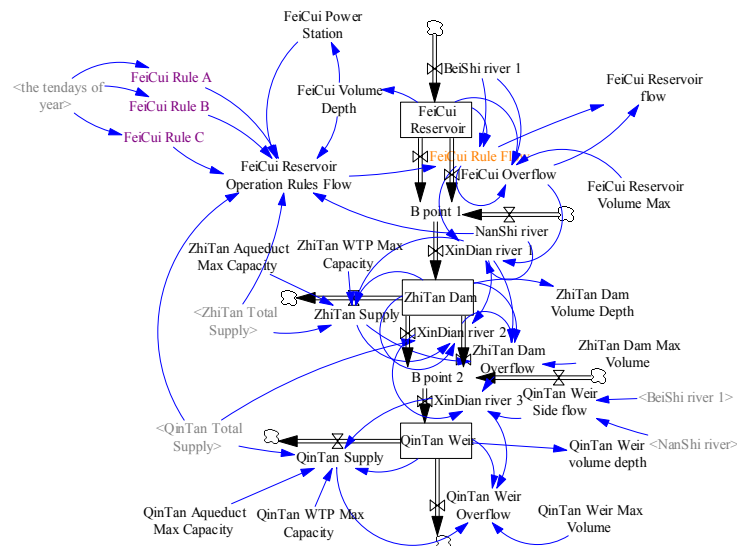 FeiCui Power
Station
BeiShi river 1
FeiCui Rule A
<the tendays of
year>
FeiCui Rule B
FeiCui Volume
Depth
FeiCui Reservoir
flow
FeiCui
Reservoir
FeiCui Rule C
FeiCui Rule Fl
FeiCui Reservoir
Operation Rules Flow
FeiCui Overflow
FeiCui Reservoir
Volume Max
B point 1
NanShi river
ZhiTan Aqueduct
Max Capacity
ZhiTan WTP Max
Capacity
XinDian river 1
ZhiTan Dam
ZhiTan Dam
Volume Depth
<ZhiTan Total
Supply>
ZhiTan Supply
XinDian river 2
ZhiTan Dam
Overflow
ZhiTan Dam Max
Volume
B point 2
QinTan Weir
Side flow
<BeiShi river 1>
XinDian river 3
<QinTan Total
Supply>
QinTan Weir
<NanShi river>
QinTan Supply
QinTan Weir
volume depth
QinTan Aqueduct
Max Capacity
QinTan WTP Max
Capacity
QinTan Weir
Overflow
QinTan Weir Max
Volume